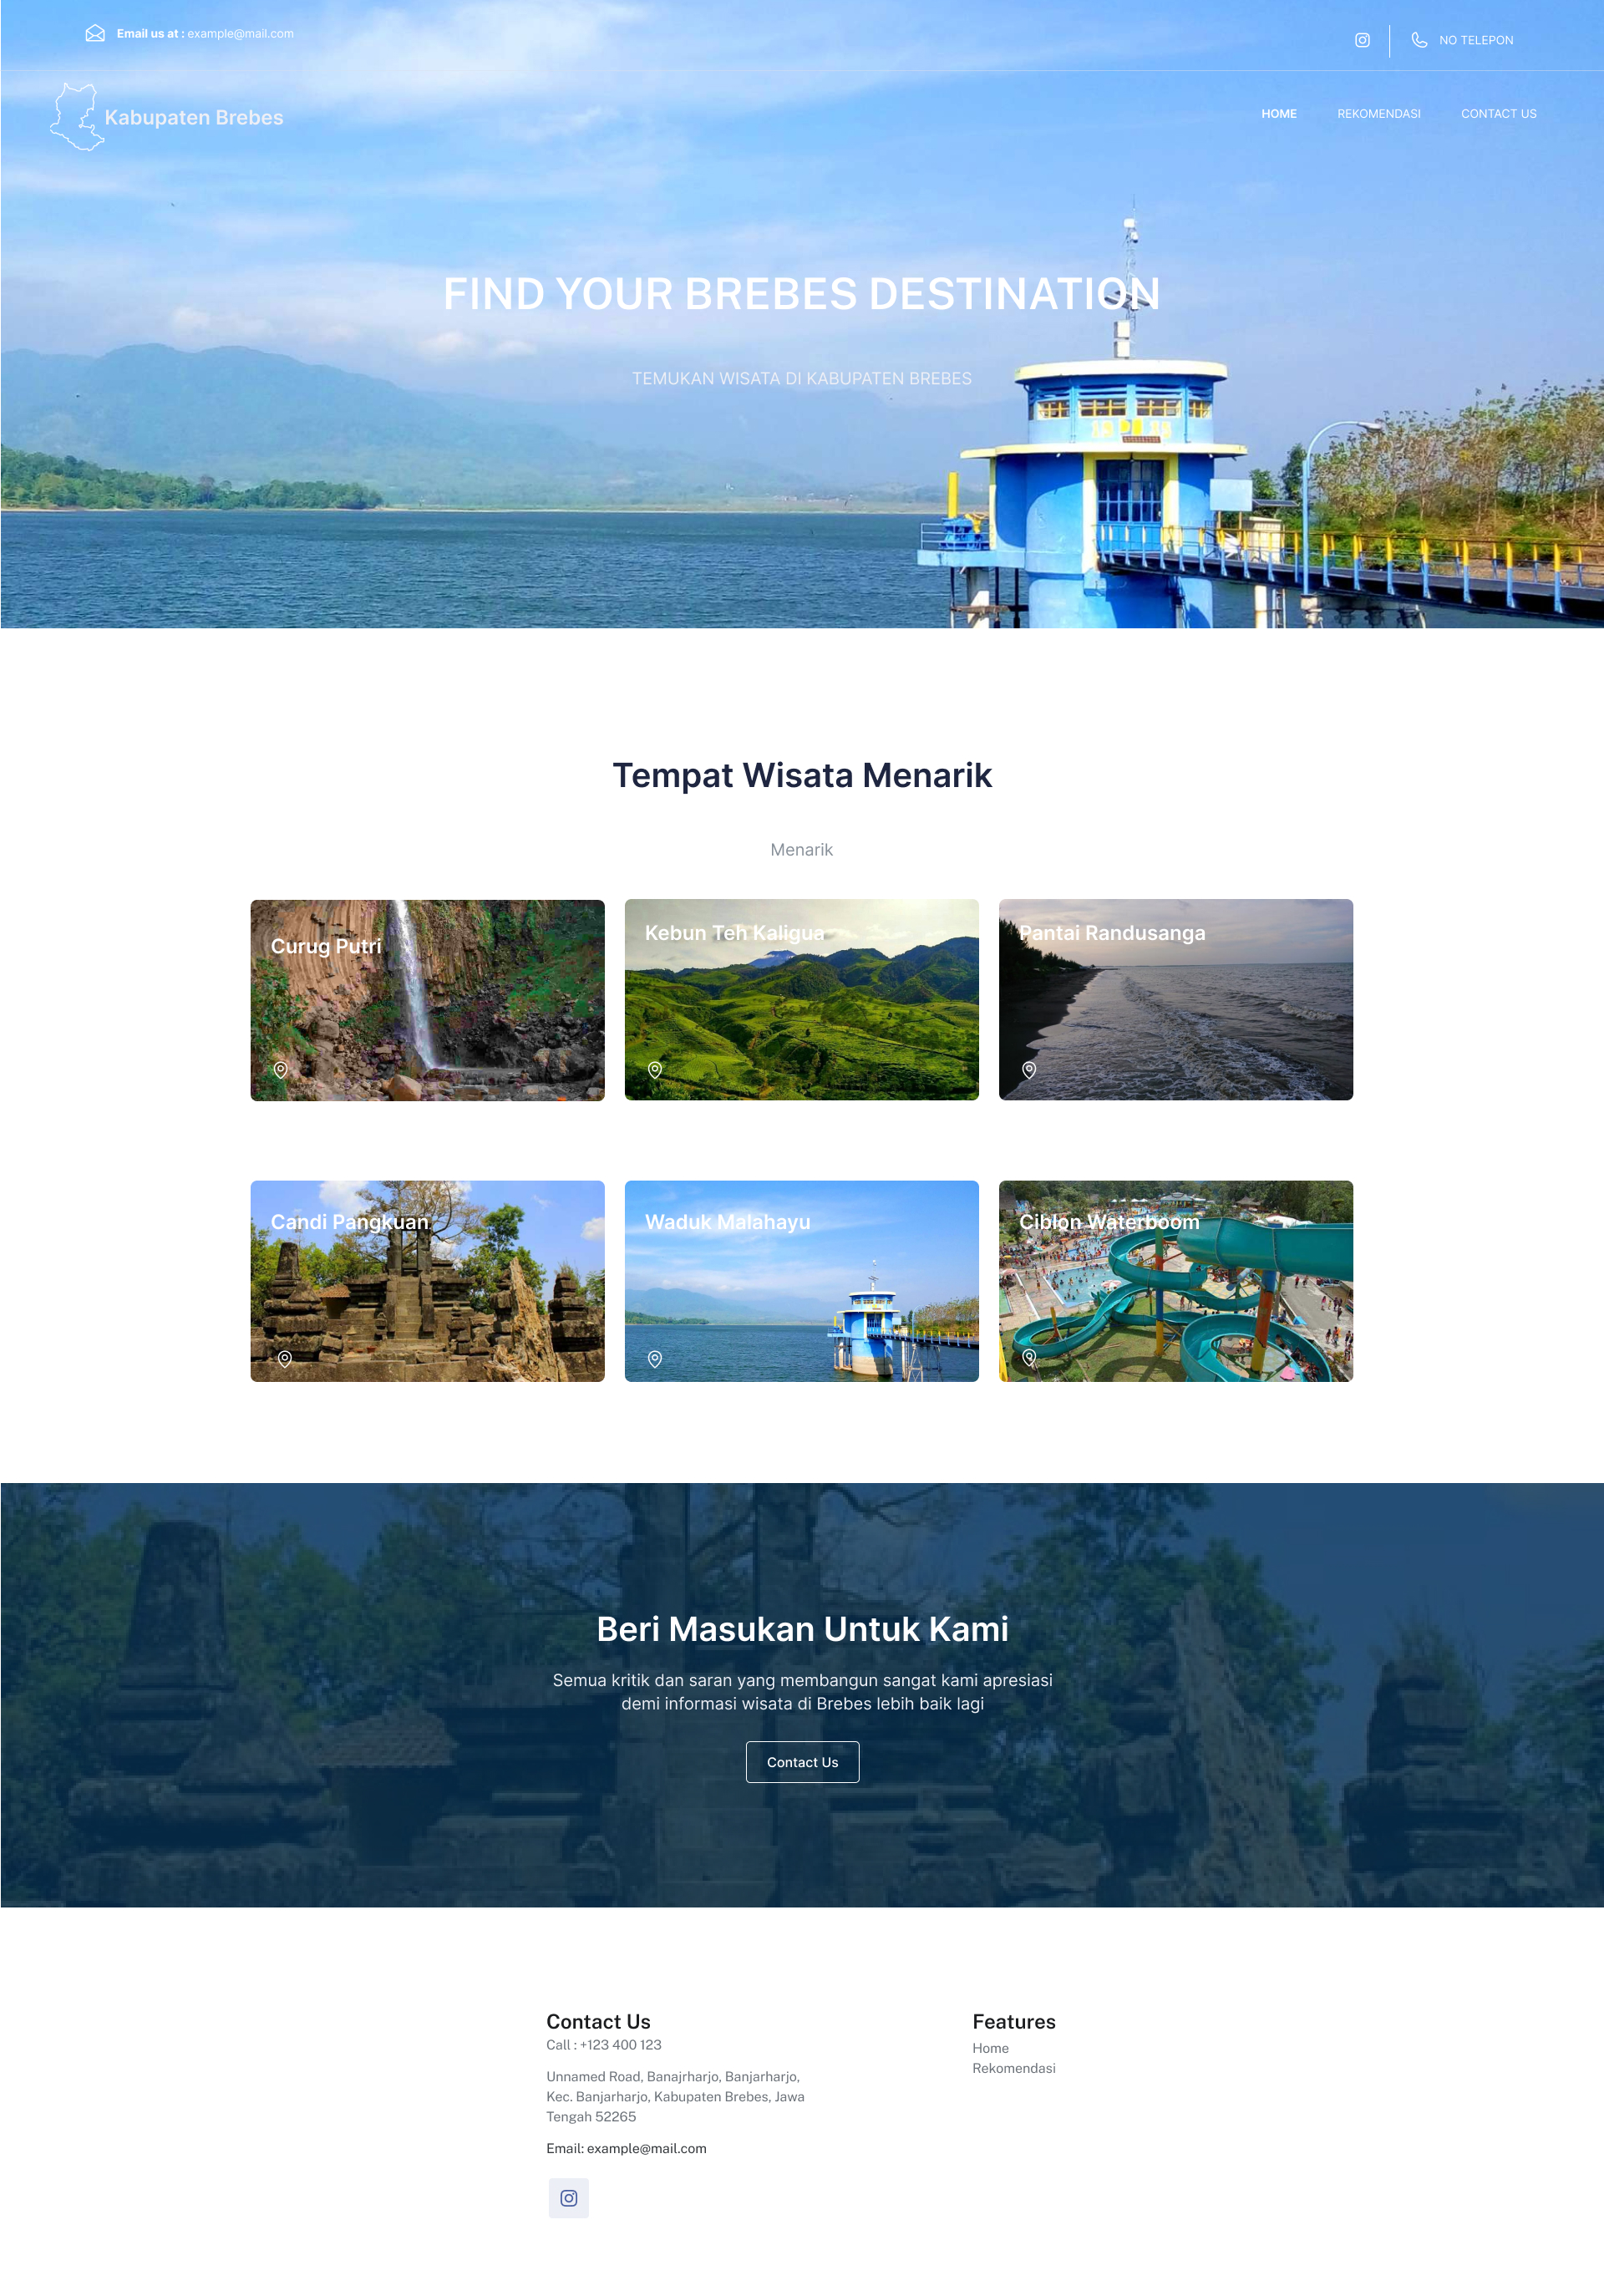 Email us at : example@mail.com
NO TELEPON
Kabupaten Brebes
HOME
REKOMENDASI
CONTACT US
FIND YOUR BREBES DESTINATION
TEMUKAN WISATA DI KABUPATEN BREBES
Tempat Wisata Menarik
Menarik
Curug Putri
Kebun Teh Kaligua
Pantai Randusanga
Candi Pangkuan
Waduk Malahayu
Ciblon Waterboom
Beri Masukan Untuk Kami
Semua kritik dan saran yang membangun sangat kami apresiasi
demi informasi wisata di Brebes lebih baik lagi
Contact Us
Contact Us
Call : +123 400 123
Unnamed Road, Banajrharjo, Banjarharjo,
Kec. Banjarharjo, Kabupaten Brebes, Jawa
Tengah 52265
Email: example@mail.com
Features
Home
Rekomendasi